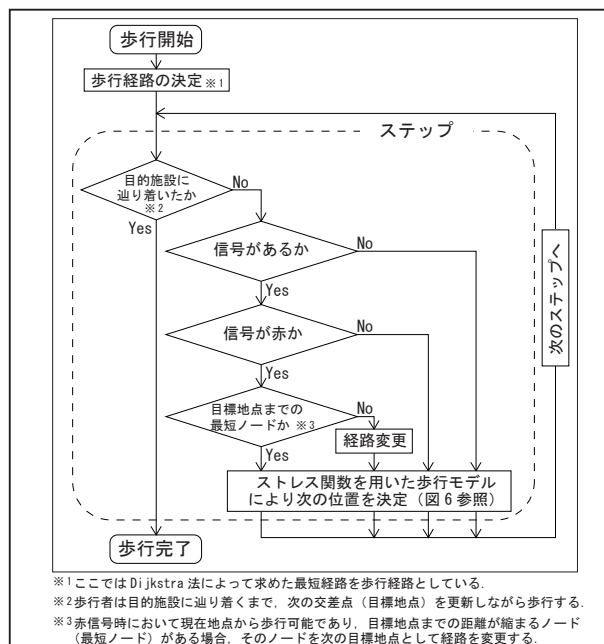 歩行開始
歩行経路の決定※1
ステップ
目的施設に
辿り着いたか
※2
No
Yes
信号があるか
No
Yes
信号が赤か
No
Yes
目標地点までの
最短ノードか ※3
No
Yes
経路変更
ストレス関数を用いた歩行モデル
により次の位置を決定(図6参照)
次のステップへ
歩行完了
※1 ここではDijkstra法によって求めた最短経路を歩行経路としている.
※2 歩行者は目的施設に辿り着くまで,次の交差点(目標地点)を更新しながら歩行する.
※3 赤信号時において現在地点から歩行可能であり,目標地点までの距離が縮まるノード
(最短ノード)がある場合,そのノードを次の目標地点として経路を変更する.